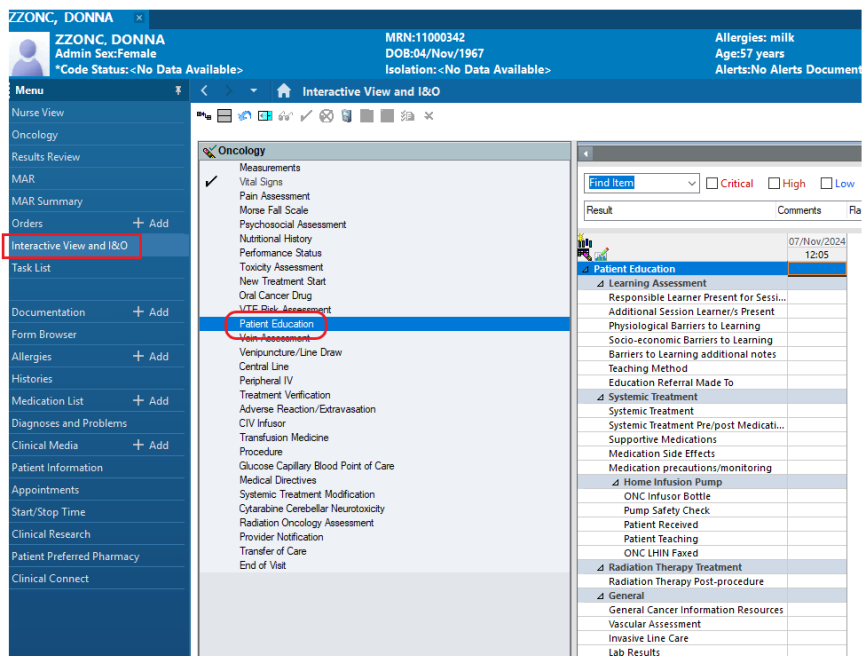 ZZONC, DONNA
ZZONC, DONNA
Admin Sex:Female
*Code Status:<No Data Available>
MRN:11000342
DOB:04/Nov/1967
Isolation:<No Data Available>
Allergies: milk
Age:57 years
Alerts:No Alerts Document
Menu
Nurse View
Oncology
Results Review
MAR
MAR Summary
Orders + Add
Interactive View and I&O
Task List
Documentation + Add
Form Browser
Allergies + Add
Histories
Medication List + Add
Diagnoses and Problems
Clinical Media + Add
Patient Information
Appointments
Start/Stop Time
Clinical Research
Patient Preferred Pharmacy
Clinical Connect
Interactive View and I&O
Oncology
Measurements
Vital Signs
Pain Assessment
Morse Fall Scale
Psychosocial Assessment
Nutritional History
Performance Status
Toxicity Assessment
New Treatment Start
Oral Cancer Drug
VTE Risk Assessment
Patient Education
Vein Assessment
Venipuncture/Line Draw
Central Line
Peripheral IV
Treatment Verification
Adverse Reaction/Extravasation
CIV Infusor
Transfusion Medicine
Procedure
Glucose Capillary Blood Point of Care
Medical Directives
Systemic Treatment Modification
Cytarabine Cerebellar Neurotoxicity
Radiation Oncology Assessment
Provider Notification
Transfer of Care
End of Visit
Find Item Critical High Low
Result Comments Fla
07/Nov/2024
12:05
Patient Education
Learning Assessment
Responsible Learner Present for Sessi...
Additional Session Learner/s Present
Physiological Barriers to Learning
Socio-economic Barriers to Learning
Barriers to Learning additional notes
Teaching Method
Education Referral Made To
Systemic Treatment
Systemic Treatment
Systemic Treatment Pre/post Medicati...
Supportive Medications
Medication Side Effects
Medication precautions/monitoring
Home Infusion Pump
ONC Infusor Bottle
Pump Safety Check
Patient Received
Patient Teaching
ONC LHIN Faxed
Radiation Therapy Treatment
Radiation Therapy Post-procedure
General
General Cancer Information Resources
Vascular Assessment
Invasive Line Care
Lab Results